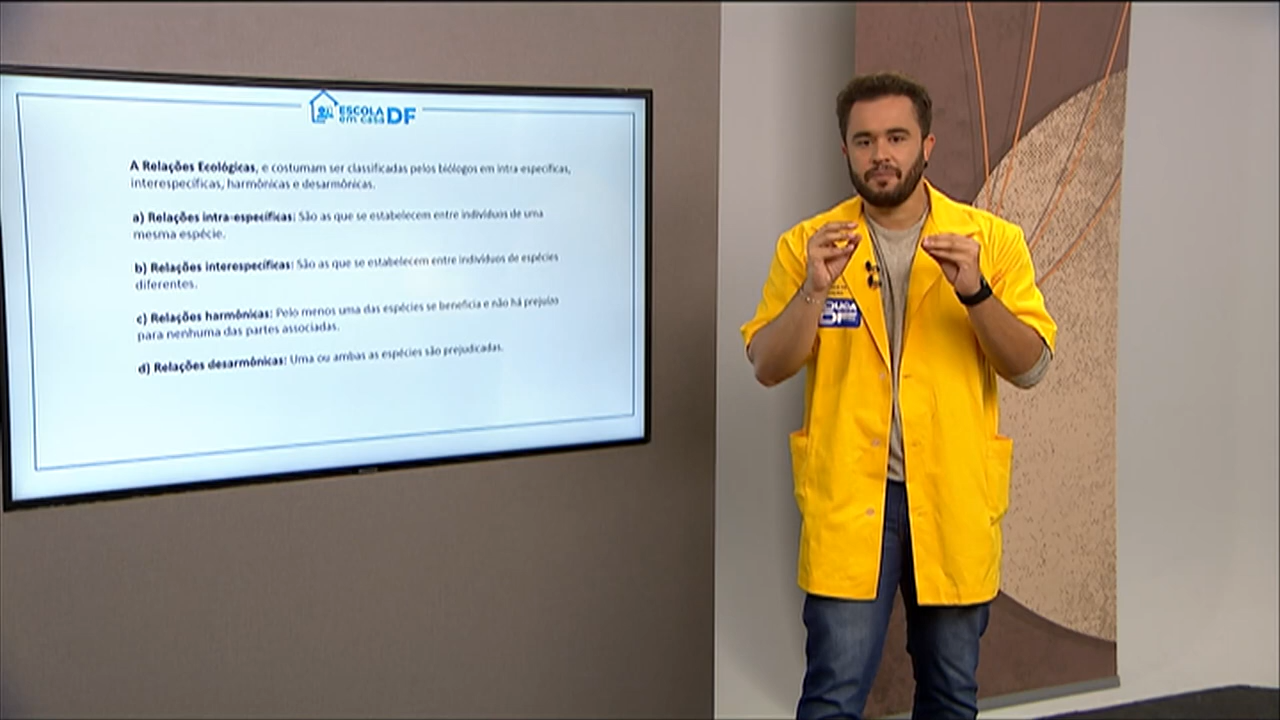 ESCOLA
em casa DF
A Relações Ecológicas, e costumam ser classificadas pelos biólogos em intra-específicas,
interespecíficas, harmônicas e desarmônicas.
a) Relações intra-específicas: São as que se estabelecem entre indivíduos de uma
mesma espécie.
b) Relações interespecíficas: São as que se estabelecem entre indivíduos de espécies
diferentes.
c) Relações harmônicas: Pelo menos uma das espécies se beneficia e não há prejuízo
para nenhuma das partes associadas.
d) Relações desarmônicas: Uma ou ambas as espécies são prejudicadas.
DF